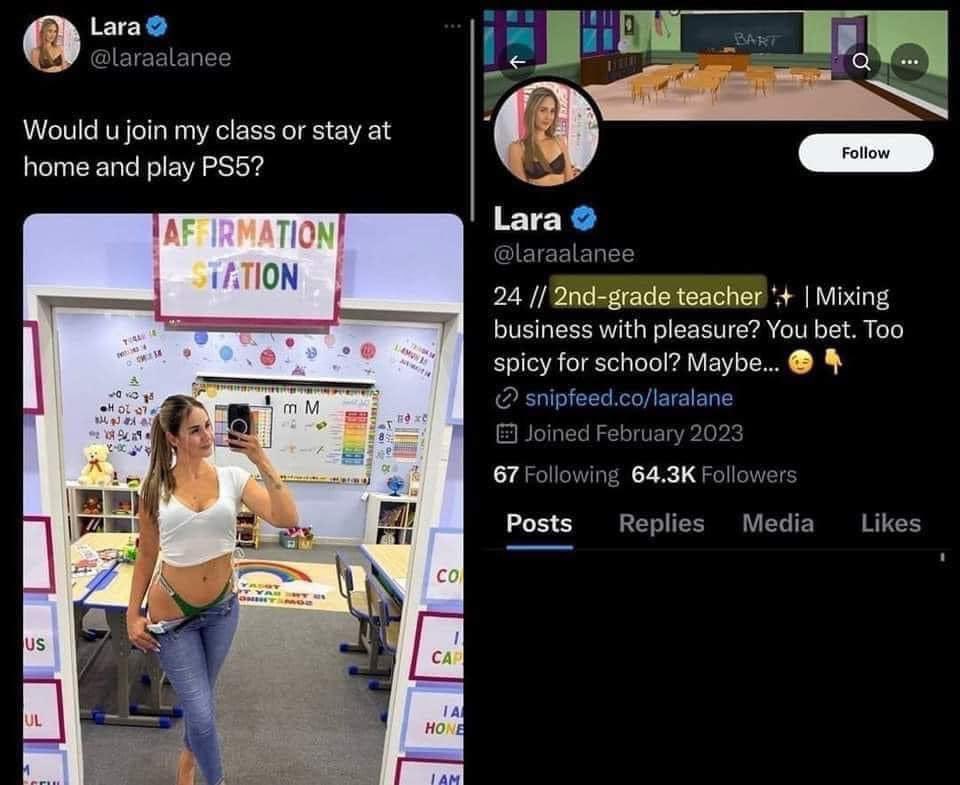 Lara
@laraalanee
Would u join my class or stay at
home and play PS5?
AFFIRMATION
STATION
m M
CO
US
I
CAP
UL
I A
HONE
I AM
BART
Follow
Lara
@laraalanee
24 // 2nd-grade teacher ✨ | Mixing
business with pleasure? You bet. Too
spicy for school? Maybe... 😉 👇
snipfeed.co/laralane
Joined February 2023
67 Following 64.3K Followers
Posts Replies Media Likes